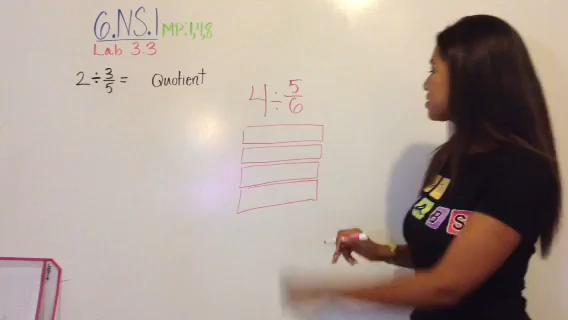 6.NS.1 MP:1,4,8
Lab 3.3
2 ÷ 3/5 = Quotient
4 ÷ 5/6
B S